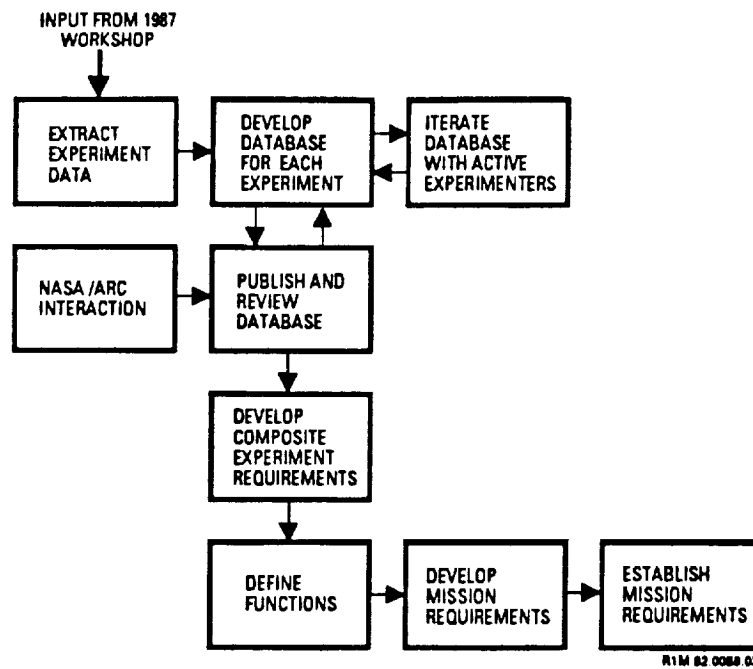 INPUT FROM 1987
WORKSHOP
EXTRACT
EXPERIMENT
DATA
DEVELOP
DATABASE
FOR EACH
EXPERIMENT
ITERATE
DATABASE
WITH ACTIVE
EXPERIMENTERS
NASA/ARC
INTERACTION
PUBLISH AND
REVIEW
DATABASE
DEVELOP
COMPOSITE
EXPERIMENT
REQUIREMENTS
DEFINE
FUNCTIONS
DEVELOP
MISSION
REQUIREMENTS
ESTABLISH
MISSION
REQUIREMENTS